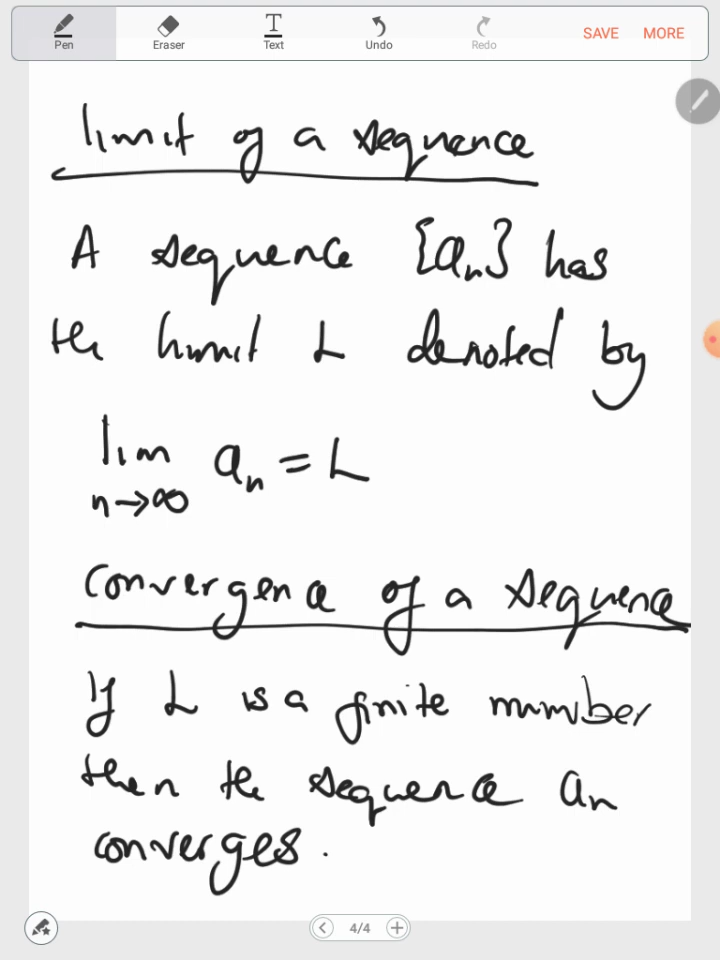 Pen Eraser Text Undo Redo SAVE MORE
limit of a sequence
A sequence {aₙ} has
the limit L denoted by
lim aₙ = L
n→∞
Convergence of a sequence
If L is a finite number
then the sequence an
converges.
4/4